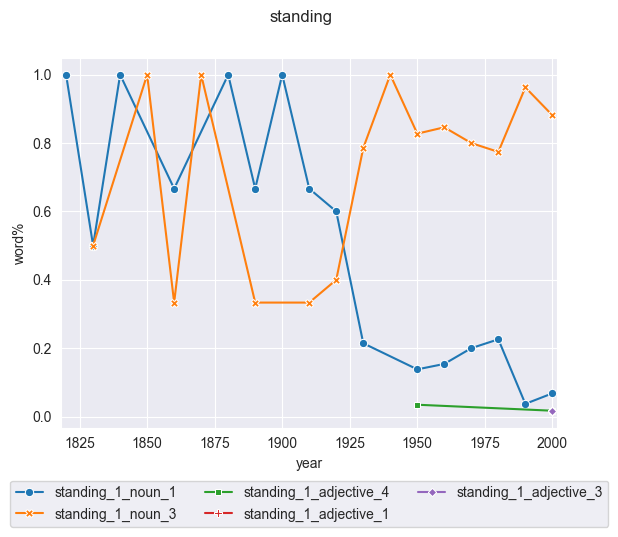 standing
1.0
0.8
0.6
0.4
0.2
0.0
word%
1825 1850 1875 1900 1925 1950 1975 2000
year
standing_1_noun_1 standing_1_adjective_4 standing_1_adjective_3
standing_1_noun_3 standing_1_adjective_1